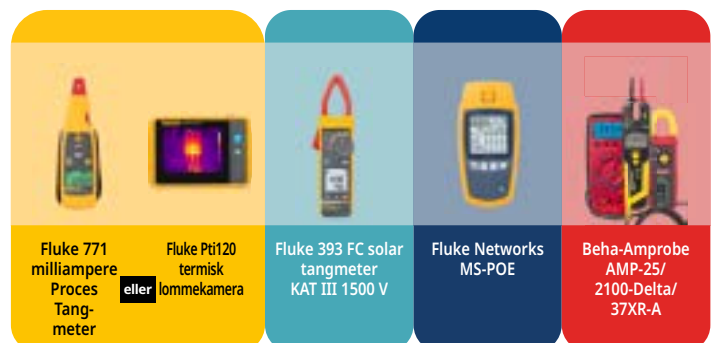 Fluke 771
milliampere
Proces
Tang-
meter
eller
Fluke Pti120
termisk
lommekamera
Fluke 393 FC solar
tangmeter
KAT III 1500 V
Fluke Networks
MS-POE
Beha-Amprobe
AMP-25/
2100-Delta/
37XR-A